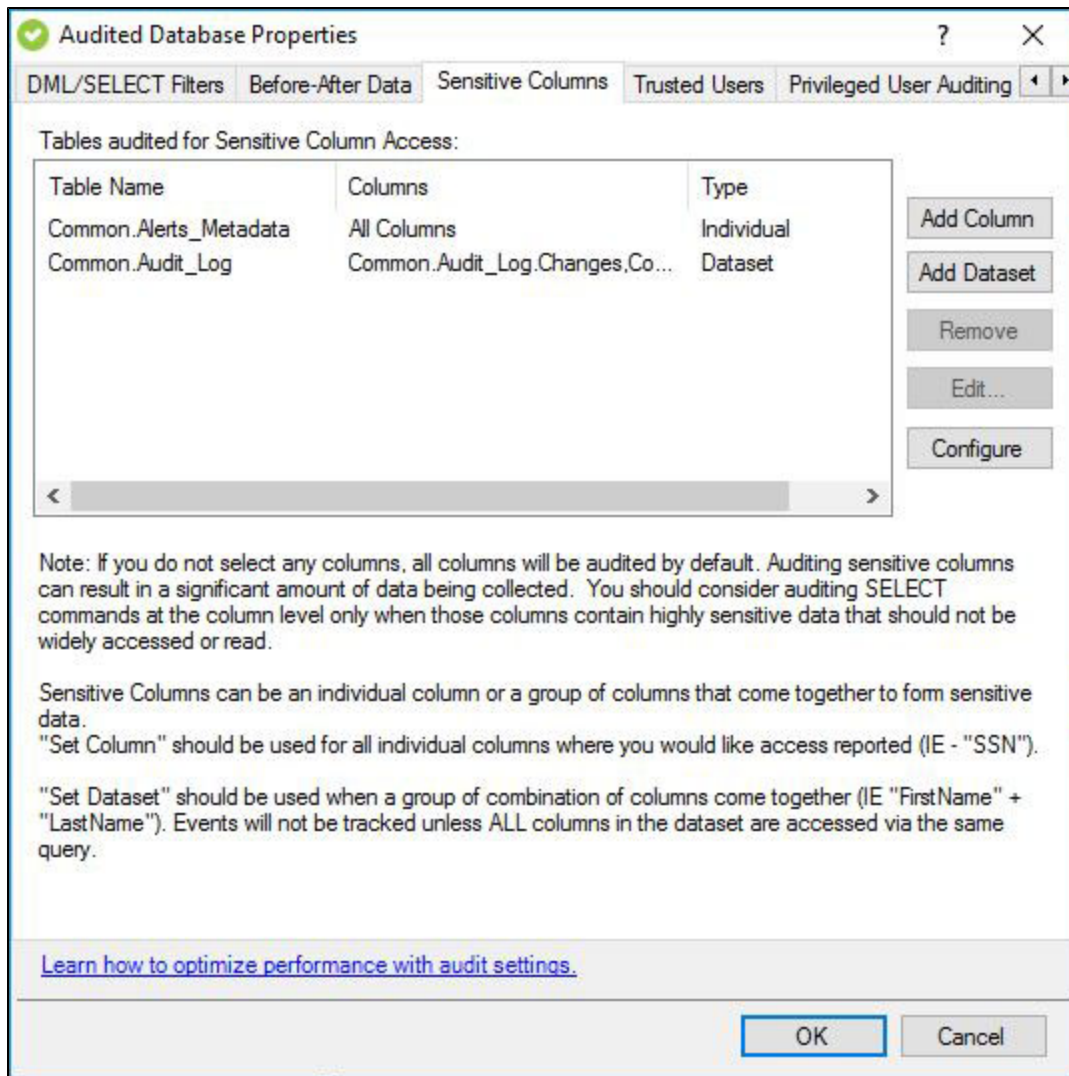 Audited Database Properties
? 
DML/SELECT Filters Before-After Data Sensitive Columns Trusted Users Privileged User Auditing
Tables audited for Sensitive Column Access:
Table Name Columns Type
Common.Alerts_Metadata All Columns Individual
Common.Audit_Log Common.Audit_Log.Changes,Co... Dataset
Add Column
Add Dataset
Remove
Edit...
Configure
Note: If you do not select any columns, all columns will be audited by default. Auditing sensitive columns
can result in a significant amount of data being collected. You should consider auditing SELECT
commands at the column level only when those columns contain highly sensitive data that should not be
widely accessed or read.
Sensitive Columns can be an individual column or a group of columns that come together to form sensitive
data.
"Set Column" should be used for all individual columns where you would like access reported (IE - "SSN").
"Set Dataset" should be used when a group of combination of columns come together (IE "FirstName" +
"LastName"). Events will not be tracked unless ALL columns in the dataset are accessed via the same
query.
Learn how to optimize performance with audit settings.
OK Cancel